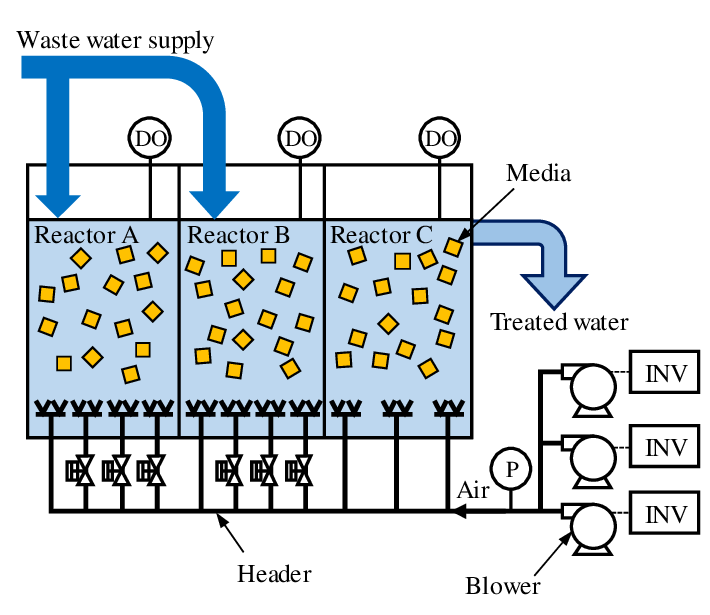 Waste water supply
DO
DO
DO
Media
Reactor A
Reactor B
Reactor C
Treated water
INV
INV
P
Air
INV
Header
Blower